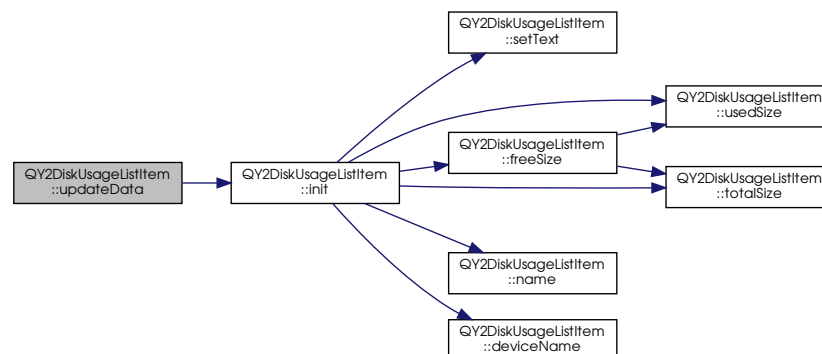 QY2DiskUsageListItem
::setText
QY2DiskUsageListItem
::usedSize
QY2DiskUsageListItem
::freeSize
QY2DiskUsageListItem
::updateData
QY2DiskUsageListItem
::init
QY2DiskUsageListItem
::totalSize
QY2DiskUsageListItem
::name
QY2DiskUsageListItem
::deviceName